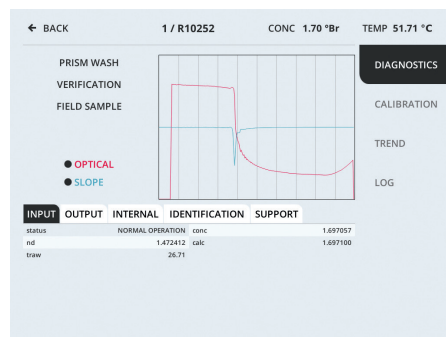 ← BACK 1 / R10252 CONC 1.70 °Br TEMP 51.71 °C
PRISM WASH
VERIFICATION
FIELD SAMPLE
OPTICAL
SLOPE
DIAGNOSTICS
CALIBRATION
TREND
LOG
INPUT OUTPUT INTERNAL IDENTIFICATION SUPPORT
status NORMAL OPERATION conc 1.697057
nd 1.472412 calc 1.697100
traw 26.71